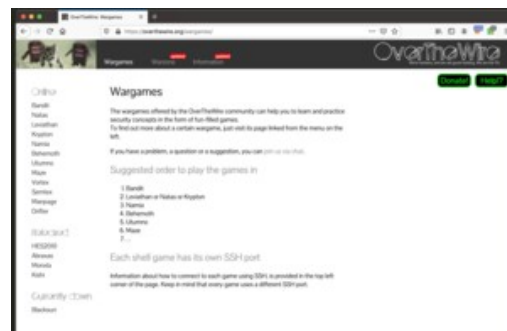 OverTheWire: Wargames
https://overthewire.org/wargames/
OverTheWire
Wargames
Information
Donate!
Help!?
Online
Bandit
Natas
Leviathan
Krypton
Narnia
Behemoth
Utumno
Maze
Vortex
Semtex
Manpage
Drifter
Released
HES2010
Abraxas
Monxla
Kishi
Currently down
Blacksun
Wargames
The wargames offered by the OverTheWire community can help you to learn and practice
security concepts in the form of fun-filled games.
To find out more about a certain wargame, just visit its page linked from the menu on the
left.
If you have a problem, a question or a suggestion, you can join us via chat.
Suggested order to play the games in
1. Bandit
2. Leviathan or Natas or Krypton
3. Narnia
4. Behemoth
5. Utumno
6. Maze
7. ...
Each shell game has its own SSH port
Information about how to connect to each game using SSH, is provided in the top left
corner of the page. Keep in mind that every game uses a different SSH port.